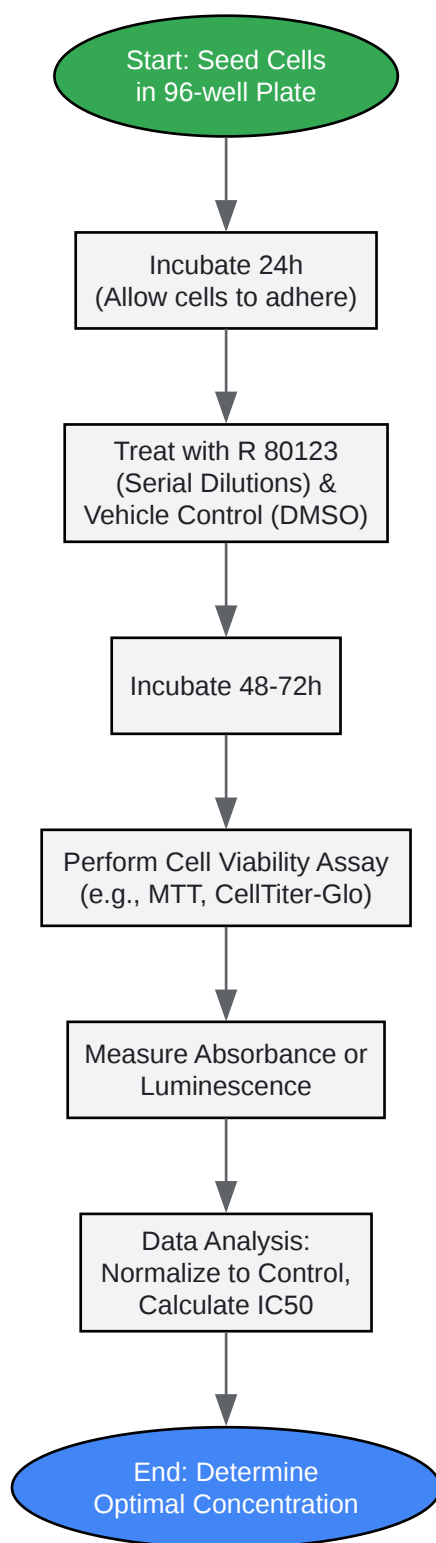 Start: Seed Cells
in 96-well Plate
Incubate 24h
(Allow cells to adhere)
Treat with R 80123
(Serial Dilutions) &
Vehicle Control (DMSO)
Incubate 48-72h
Perform Cell Viability Assay
(e.g., MTT, CellTiter-Glo)
Measure Absorbance or
Luminescence
Data Analysis:
Normalize to Control,
Calculate IC50
End: Determine
Optimal Concentration